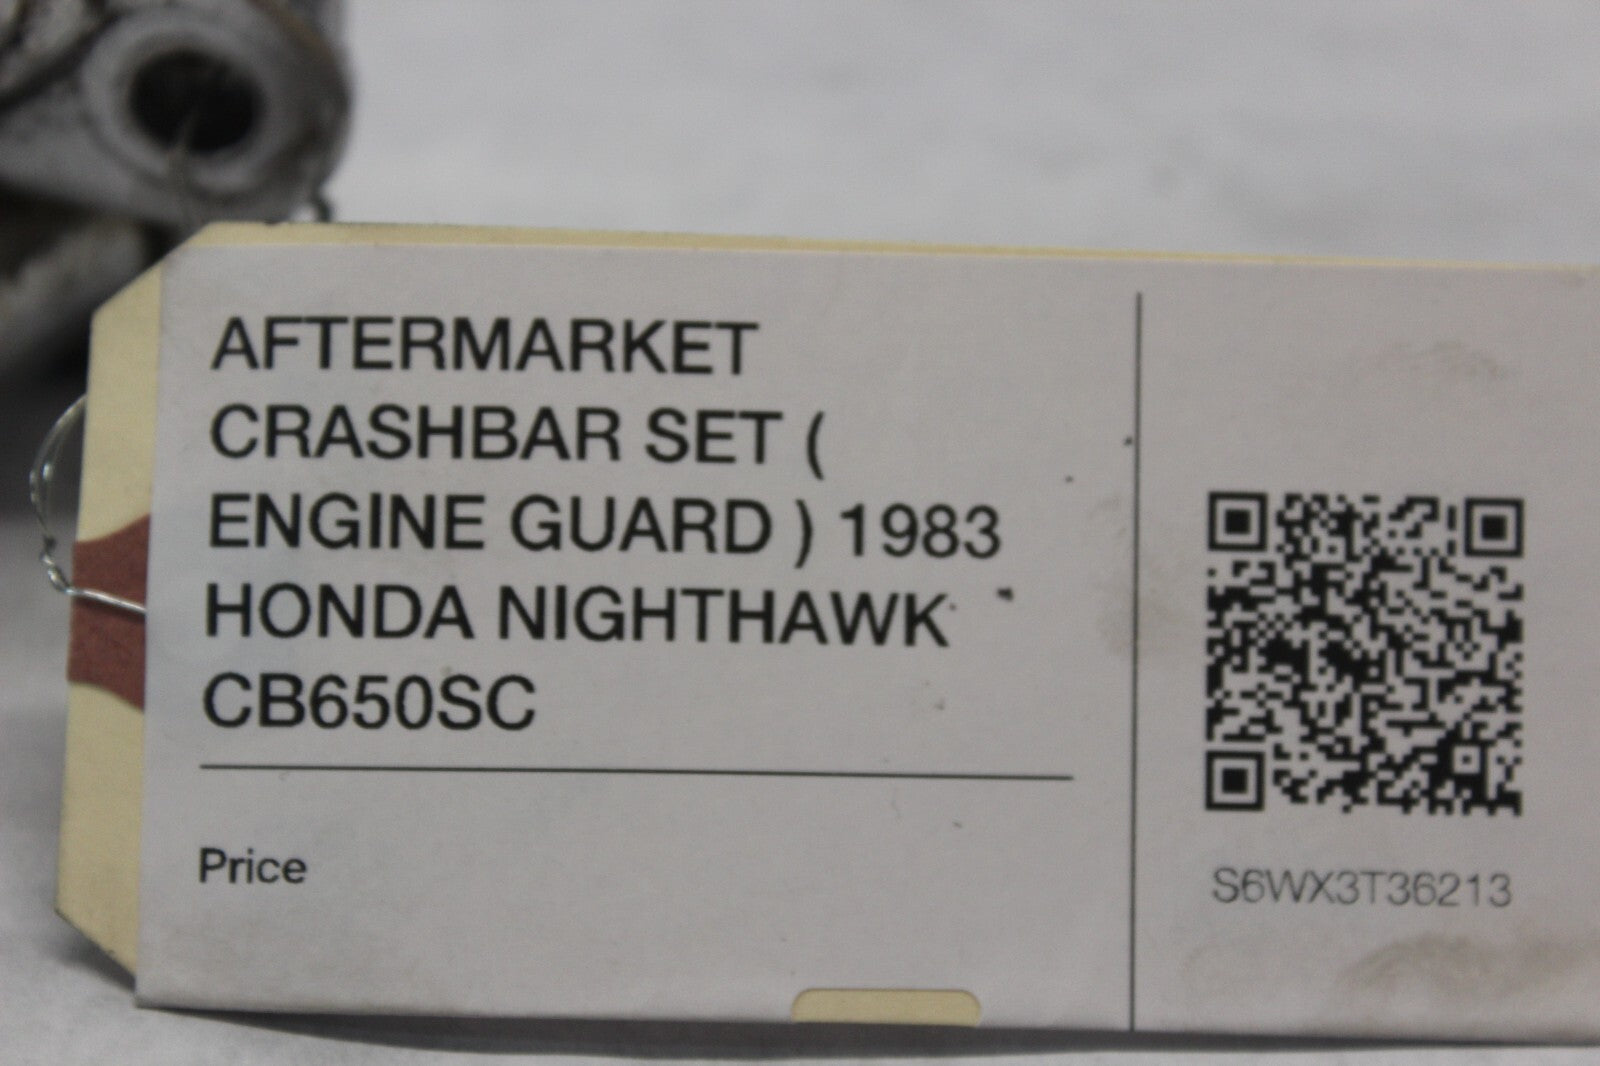 AFTERMARKET
CRASHBAR SET (
ENGINE GUARD ) 1983
HONDA NIGHTHAWK
CB650SC
Price
S6WX3T36213